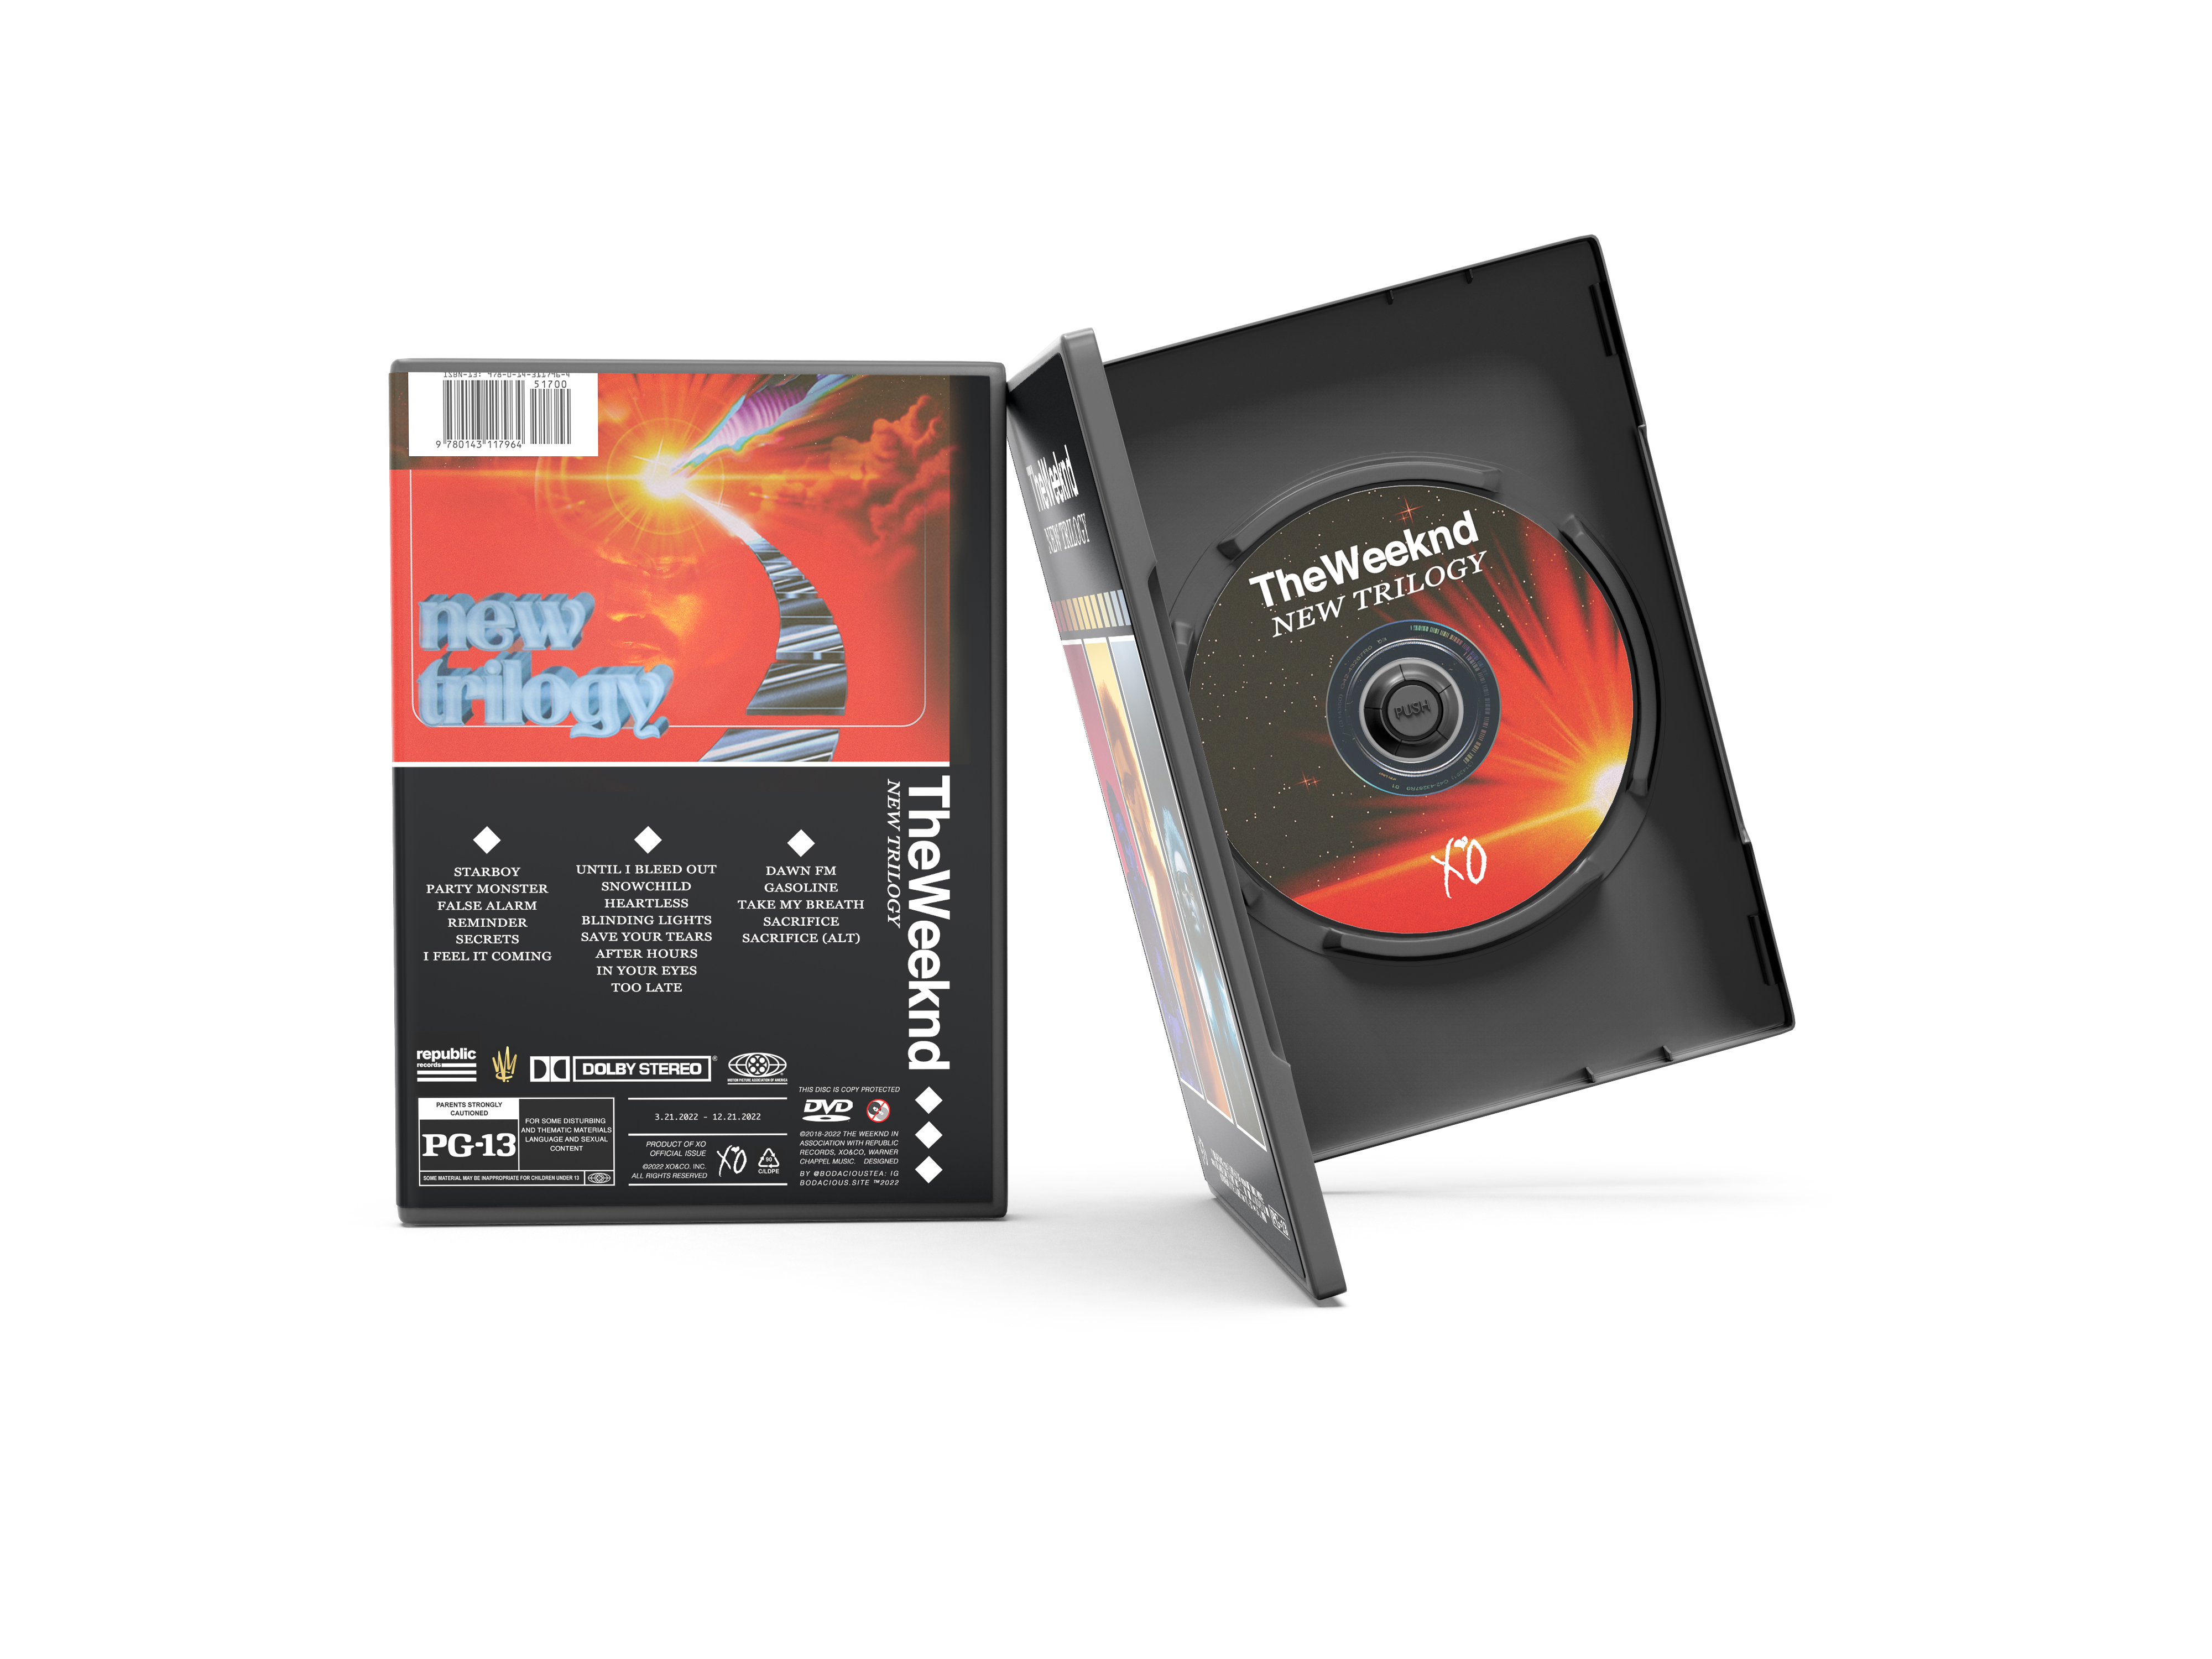 ISBN-13: 978-0-14-311796-4
51700
9 780143 117964
new
trilogy
TheWeeknd
NEW TRILOGY
STARBOY
PARTY MONSTER
FALSE ALARM
REMINDER
SECRETS
I FEEL IT COMING
UNTIL I BLEED OUT
SNOWCHILD
HEARTLESS
BLINDING LIGHTS
SAVE YOUR TEARS
AFTER HOURS
IN YOUR EYES
TOO LATE
DAWN FM
GASOLINE
TAKE MY BREATH
SACRIFICE
SACRIFICE (ALT)
republic
records
DOLBY STEREO®
MOTION PICTURE ASSOCIATION OF AMERICA
PARENTS STRONGLY
CAUTIONED
PG-13
FOR SOME DISTURBING
AND THEMATIC MATERIALS
LANGUAGE AND SEXUAL
CONTENT
SOME MATERIAL MAY BE INAPPROPRIATE FOR CHILDREN UNDER 13
3.21.2022 - 12.21.2022
PRODUCT OF XO
OFFICIAL ISSUE
©2022 XO&CO. INC.
ALL RIGHTS RESERVED
XO
90
C/LDPE
THIS DISC IS COPY PROTECTED
DVD
©2018-2022 THE WEEKND IN
ASSOCIATION WITH REPUBLIC
RECORDS, XO&CO, WARNER
CHAPPEL MUSIC. DESIGNED
BY @BODACIOUSTEA: IG
BODACIOUS.SITE ™2022
TheWeeknd
NEW TRILOGY
TheWeeknd
NEW TRILOGY
PUSH
XO